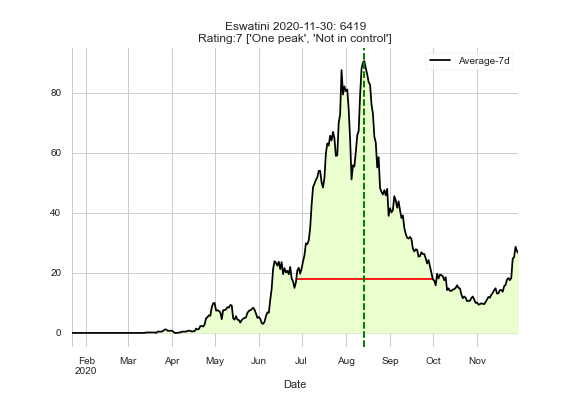 Eswatini 2020-11-30: 6419
Rating:7 ['One peak', 'Not in control']
Average-7d
80
60
40
20
0
Feb Mar Apr May Jun Jul Aug Sep Oct Nov
2020
Date